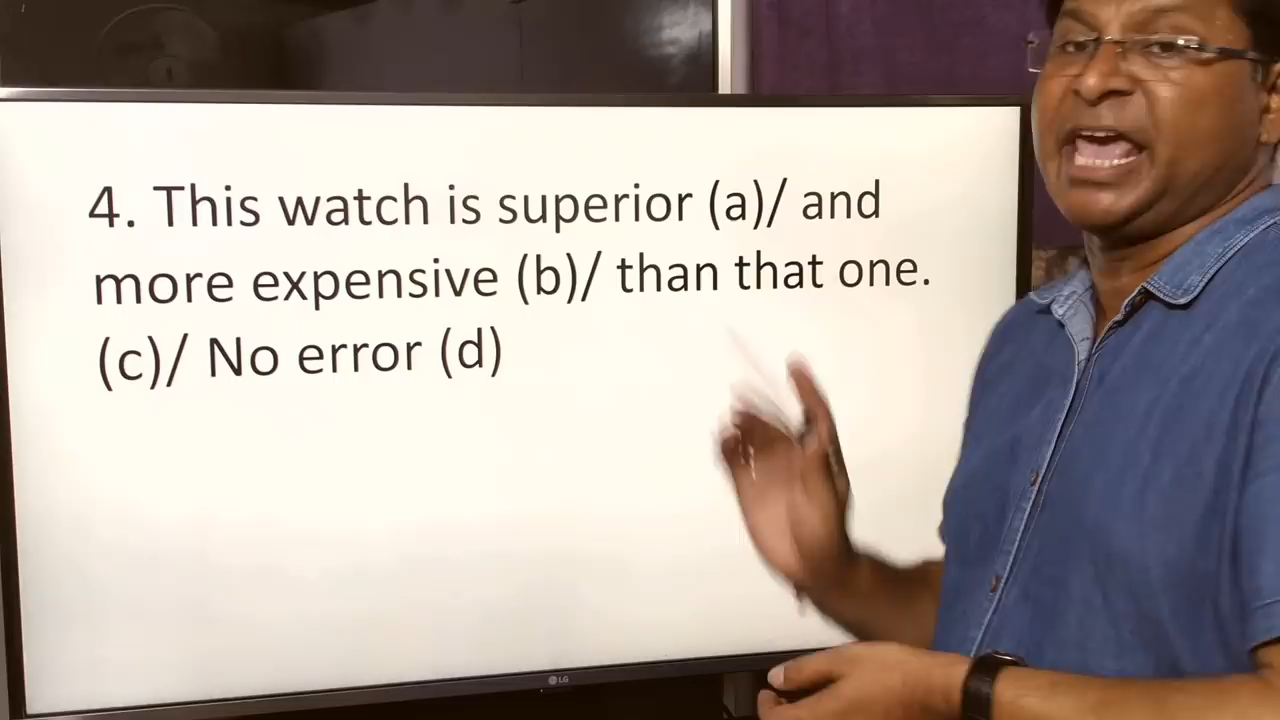 4. This watch is superior (a)/ and
more expensive (b)/ than that one.
(c)/ No error (d)
LG